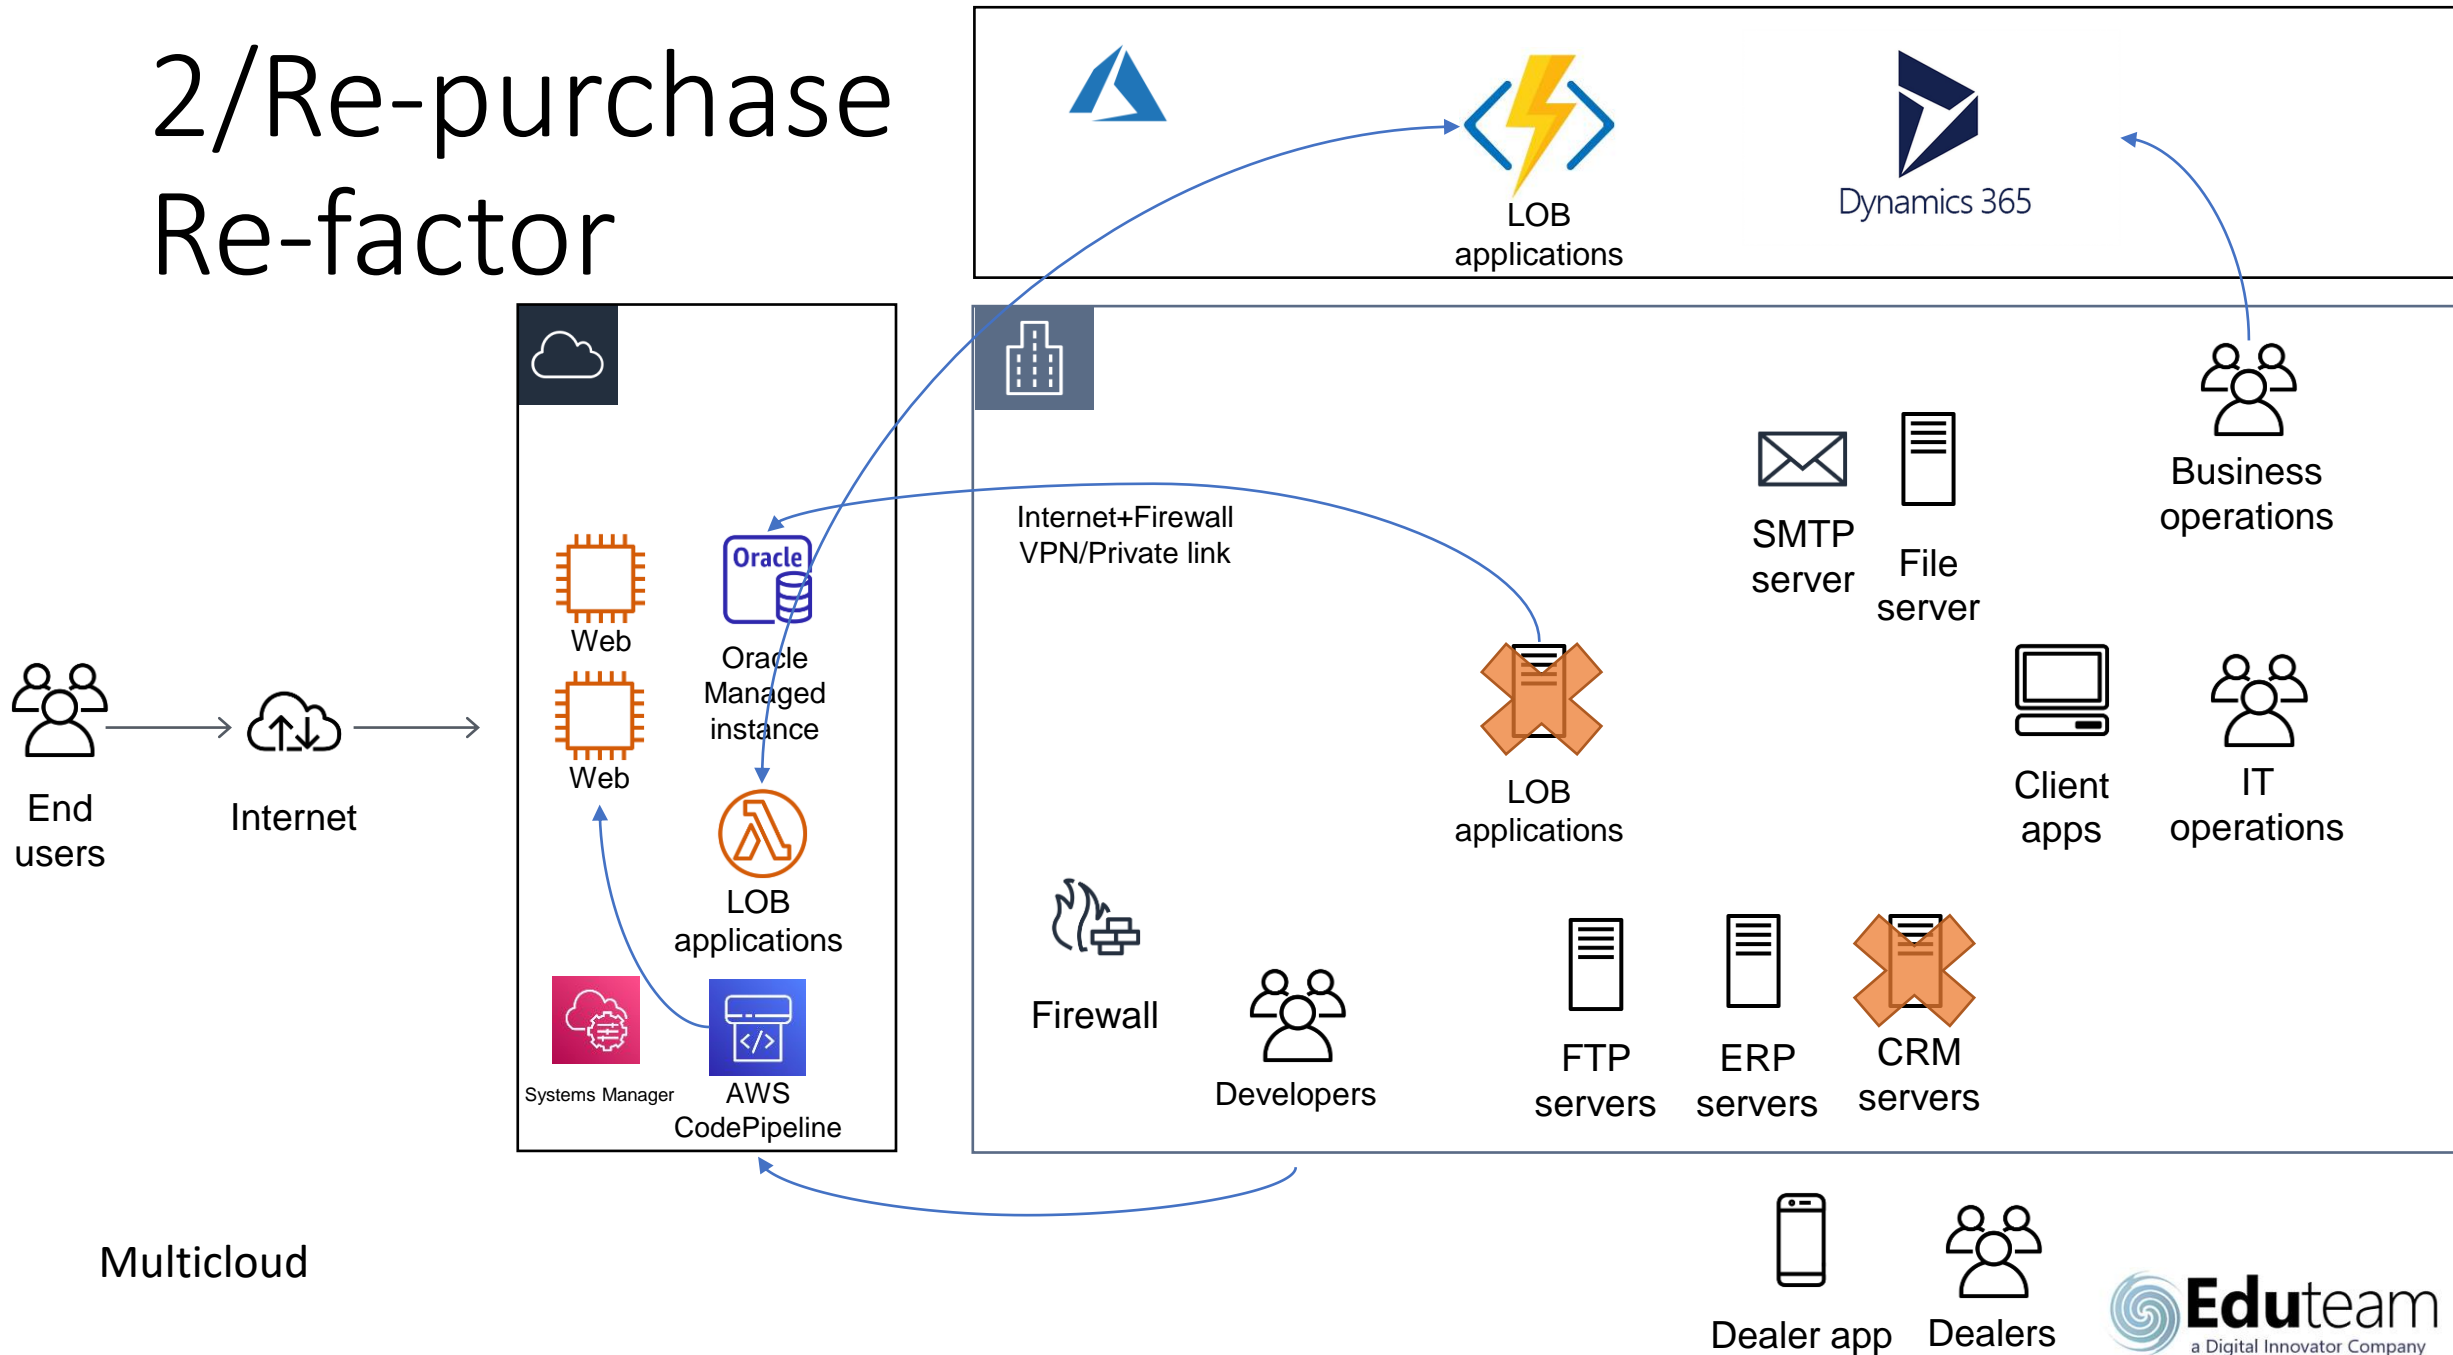 2/Re-purchase
Re-factor
LOB
applications
Dynamics 365
Internet+Firewall
VPN/Private link
Oracle
Web
Oracle
Managed
instance
Web
LOB
applications
Systems Manager
AWS
CodePipeline
End
users
Internet
SMTP
server
File
server
Business
operations
LOB
applications
Client
apps
IT
operations
Firewall
Developers
FTP
servers
ERP
servers
CRM
servers
Multicloud
Dealer app
Dealers
Eduteam
a Digital Innovator Company